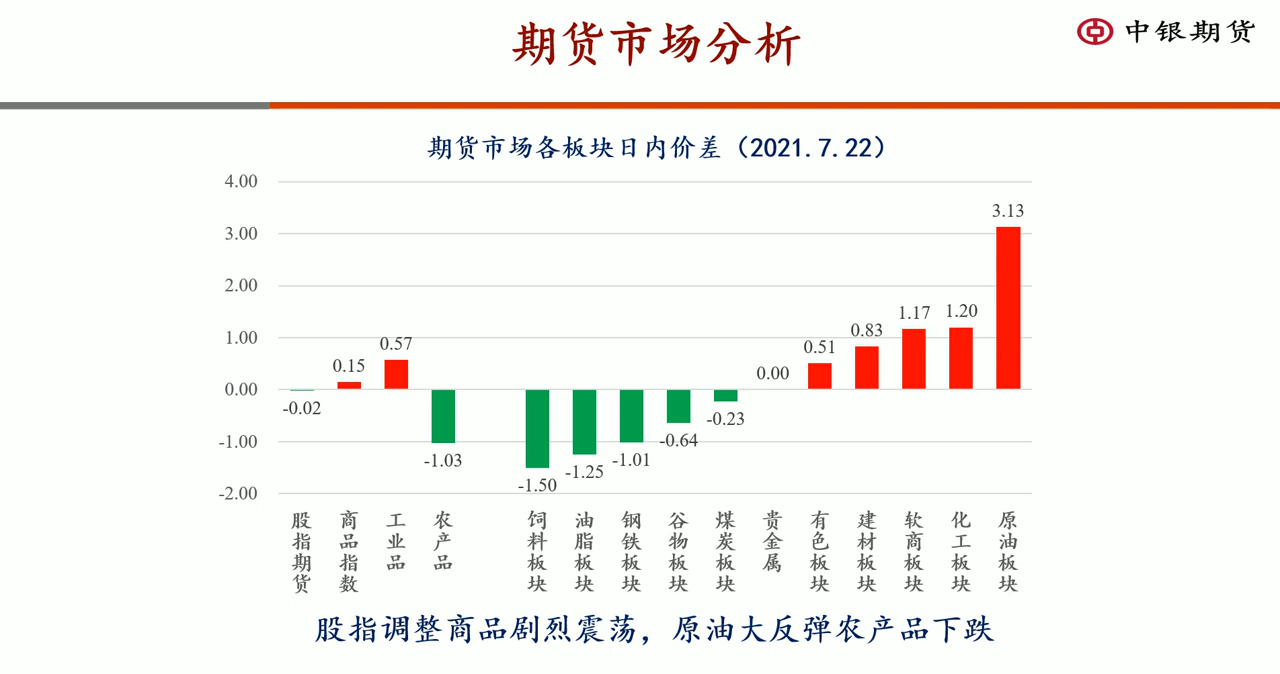 期货市场分析
中银期货
期货市场各板块日内价差（2021.7.22）
4.00
3.00
2.00
1.00
0.00
-1.00
-2.00
-0.02
0.15
0.57
-1.03
-1.50
-1.25
-1.01
-0.64
-0.23
0.00
0.51
0.83
1.17
1.20
3.13
股指期货
商品指数
工业品
农产品
饲料板块
油脂板块
钢铁板块
谷物板块
煤炭板块
贵金属
有色板块
建材板块
软商板块
化工板块
原油板块
股指调整商品剧烈震荡，原油大反弹农产品下跌